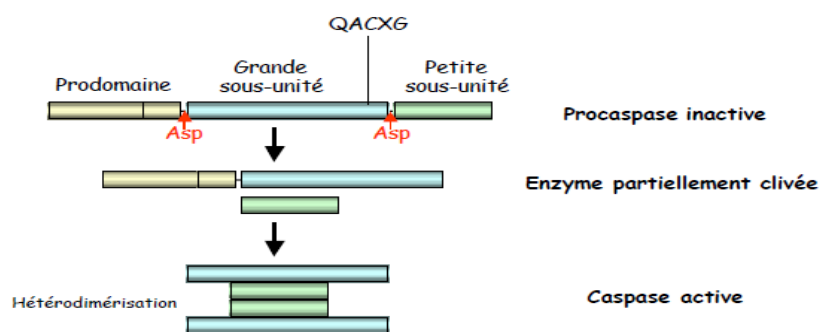 QACXG
Prodomaine
Grande
sous-unité
Petite
sous-unité
Asp
Asp
Procaspase inactive
Enzyme partiellement clivée
Hétérodimérisation
Caspase active